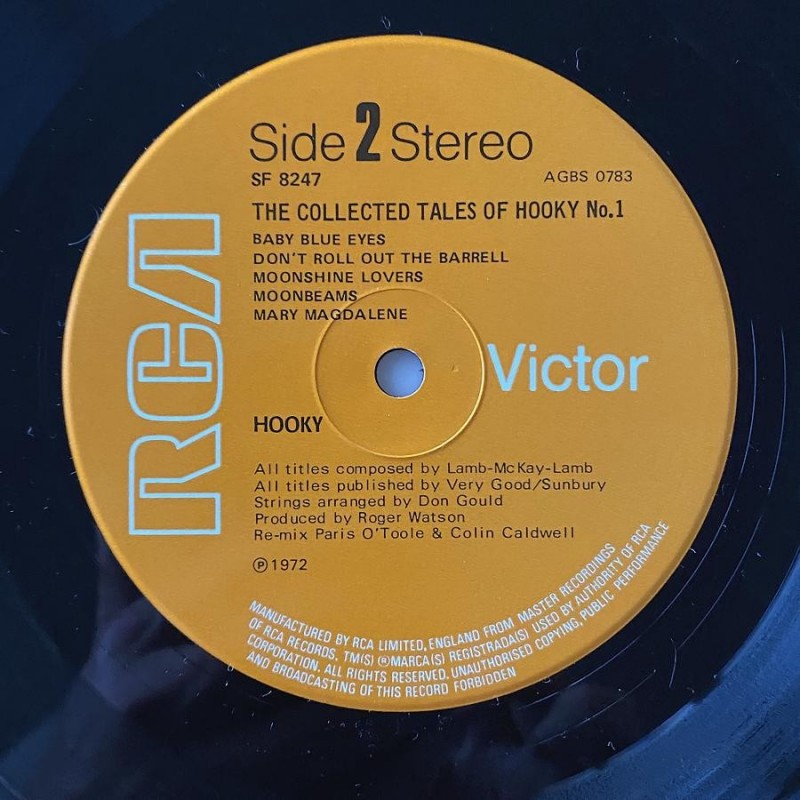 Side 2 Stereo
SF 8247 AGBS 0783
THE COLLECTED TALES OF HOOKY No.1
BABY BLUE EYES
DON'T ROLL OUT THE BARRELL
MOONSHINE LOVERS
MOONBEAMS
MARY MAGDALENE
RCA
Victor
HOOKY
All titles composed by Lamb-McKay-Lamb
All titles published by Very Good/Sunbury
Strings arranged by Don Gould
Produced by Roger Watson
Re-mix Paris O'Toole & Colin Caldwell
℗ 1972
MANUFACTURED BY RCA LIMITED, ENGLAND FROM MASTER RECORDINGS
OF RCA RECORDS. TM(S) ® MARCA(S) REGISTRADA(S) USED BY AUTHORITY OF RCA
CORPORATION. ALL RIGHTS RESERVED. UNAUTHORISED COPYING, PUBLIC PERFORMANCE
AND BROADCASTING OF THIS RECORD FORBIDDEN